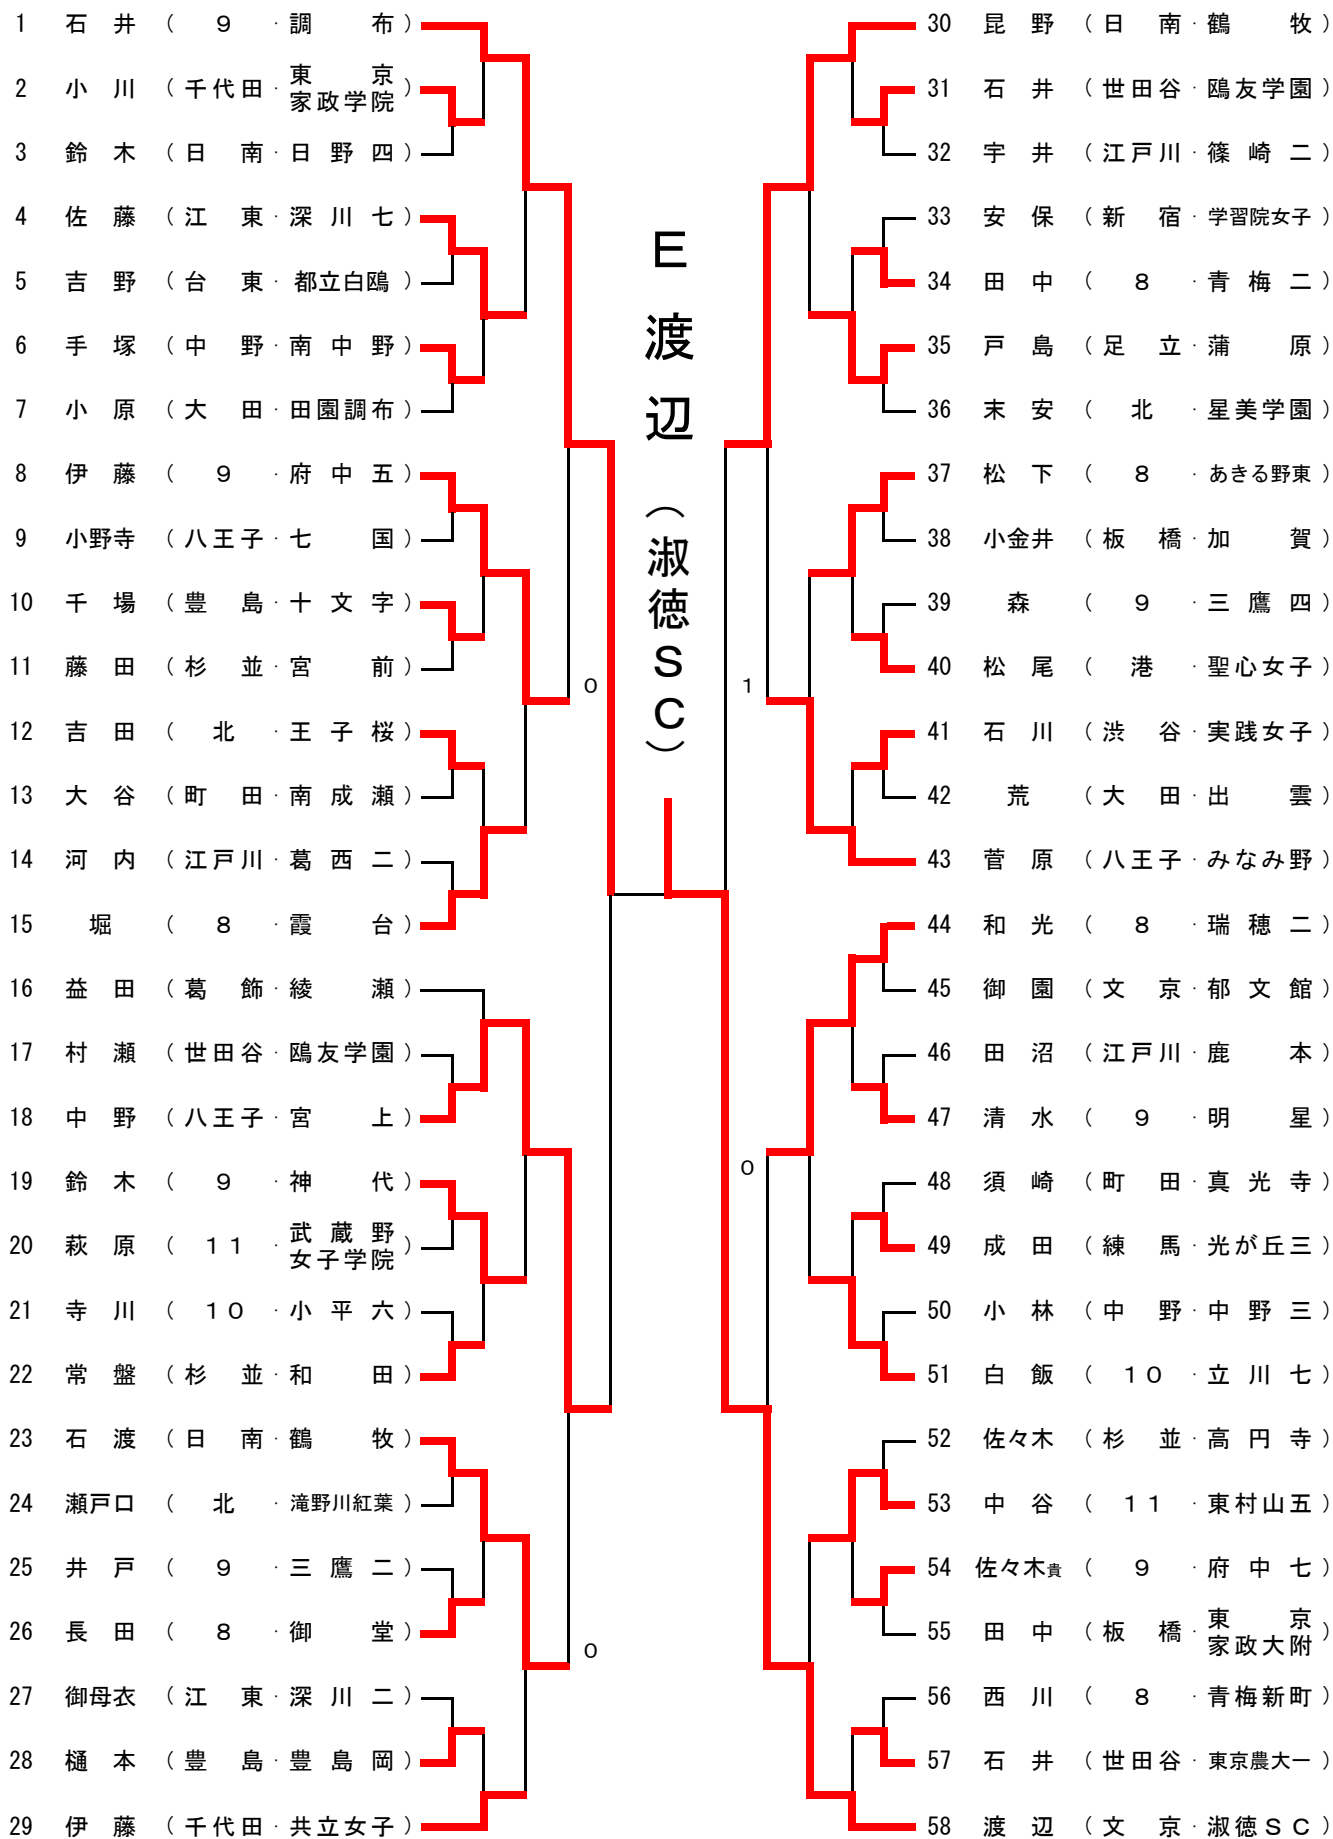 1 石井 (9・調布)
2 小川 (千代田・東京家政学院)
3 鈴木 (日南・日野四)
4 佐藤 (江東・深川七)
5 吉野 (台東・都立白鴎)
6 手塚 (中野・南中野)
7 小原 (大田・田園調布)
8 伊藤 (9・府中五)
9 小野寺 (八王子・七国)
10 千場 (豊島・十文字)
11 藤田 (杉並・宮前)
12 吉田 (北・王子桜)
13 大谷 (町田・南成瀬)
14 河内 (江戸川・葛西二)
15 堀 (8・霞台)
16 益田 (葛飾・綾瀬)
17 村瀬 (世田谷・鴎友学園)
18 中野 (八王子・宮上)
19 鈴木 (9・神代)
20 萩原 (11・武蔵野女子学院)
21 寺川 (10・小平六)
22 常盤 (杉並・和田)
23 石渡 (日南・鶴牧)
24 瀬戸口 (北・滝野川紅葉)
25 井戸 (9・三鷹二)
26 長田 (8・御堂)
27 御母衣 (江東・深川二)
28 樋本 (豊島・豊島岡)
29 伊藤 (千代田・共立女子)
0
0
E渡辺(淑徳SC)
1
0
30 昆野 (日南・鶴牧)
31 石井 (世田谷・鴎友学園)
32 宇井 (江戸川・篠崎二)
33 安保 (新宿・学習院女子)
34 田中 (8・青梅二)
35 戸島 (足立・蒲原)
36 末安 (北・星美学園)
37 松下 (8・あきる野東)
38 小金井 (板橋・加賀)
39 森 (9・三鷹四)
40 松尾 (港・聖心女子)
41 石川 (渋谷・実践女子)
42 荒 (大田・出雲)
43 菅原 (八王子・みなみ野)
44 和光 (8・瑞穂二)
45 御園 (文京・郁文館)
46 田沼 (江戸川・鹿本)
47 清水 (9・明星)
48 須崎 (町田・真光寺)
49 成田 (練馬・光が丘三)
50 小林 (中野・中野三)
51 白飯 (10・立川七)
52 佐々木 (杉並・高円寺)
53 中谷 (11・東村山五)
54 佐々木貴 (9・府中七)
55 田中 (板橋・東京家政大附)
56 西川 (8・青梅新町)
57 石井 (世田谷・東京農大一)
58 渡辺 (文京・淑徳SC)